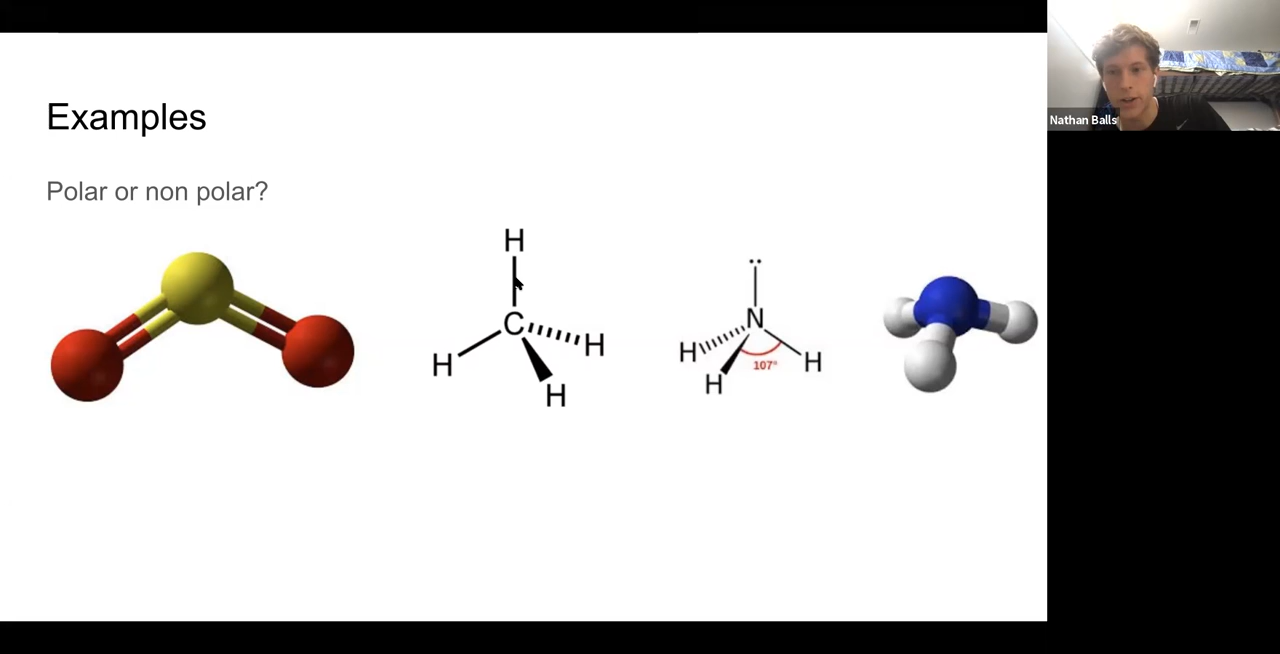 Examples
Polar or non polar?
H
C
H
H
H
..
N
H
H
H
107°
Nathan Balls